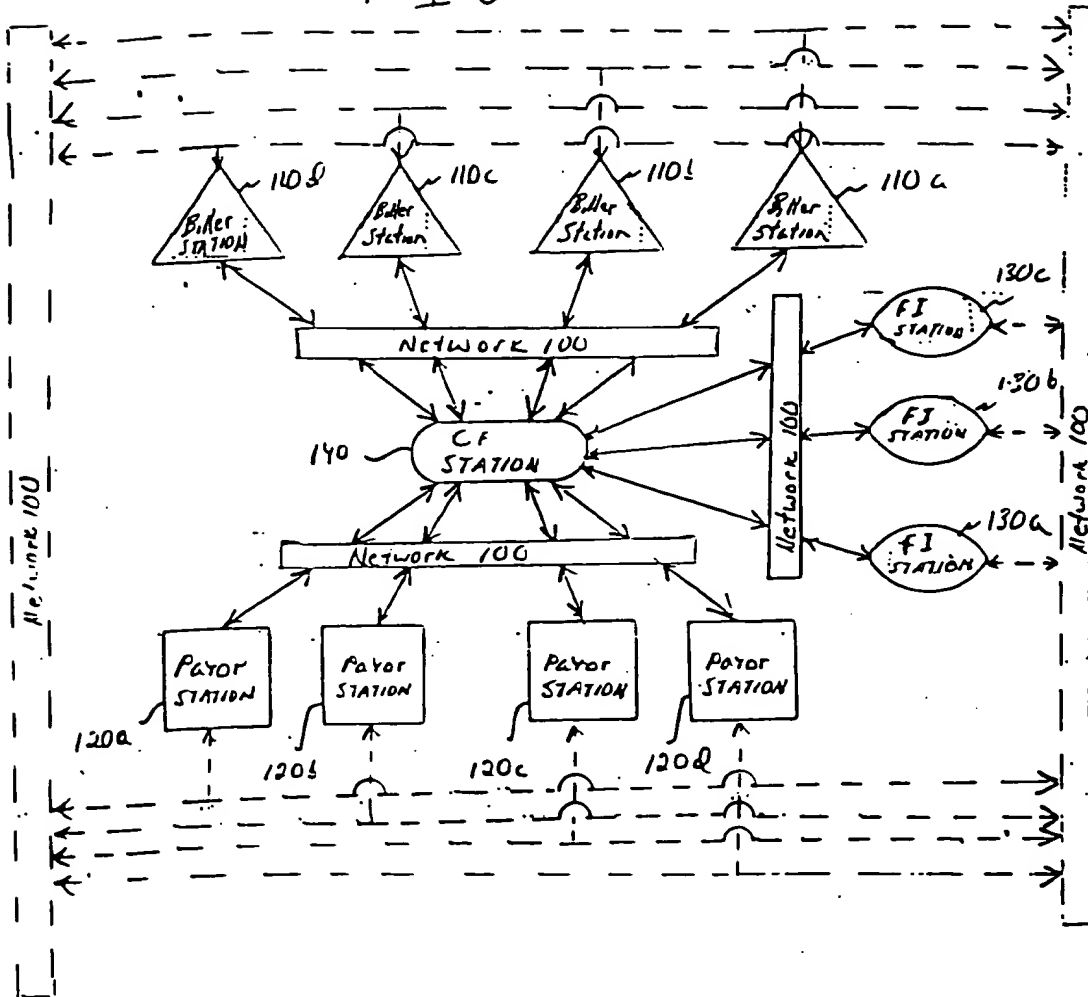 110d
110c
110b
110a
Biller
STATION
Biller
Station
Biller
Station
Biller
Station
130c
FI
STATION
Network 100
130b
FI
STATION
140
CF
STATION
Network 100
Network 100
Network 100
130a
FI
STATION
Network 100
Payor
STATION
Payor
STATION
Payor
STATION
Payor
STATION
120a
120b
120c
120d